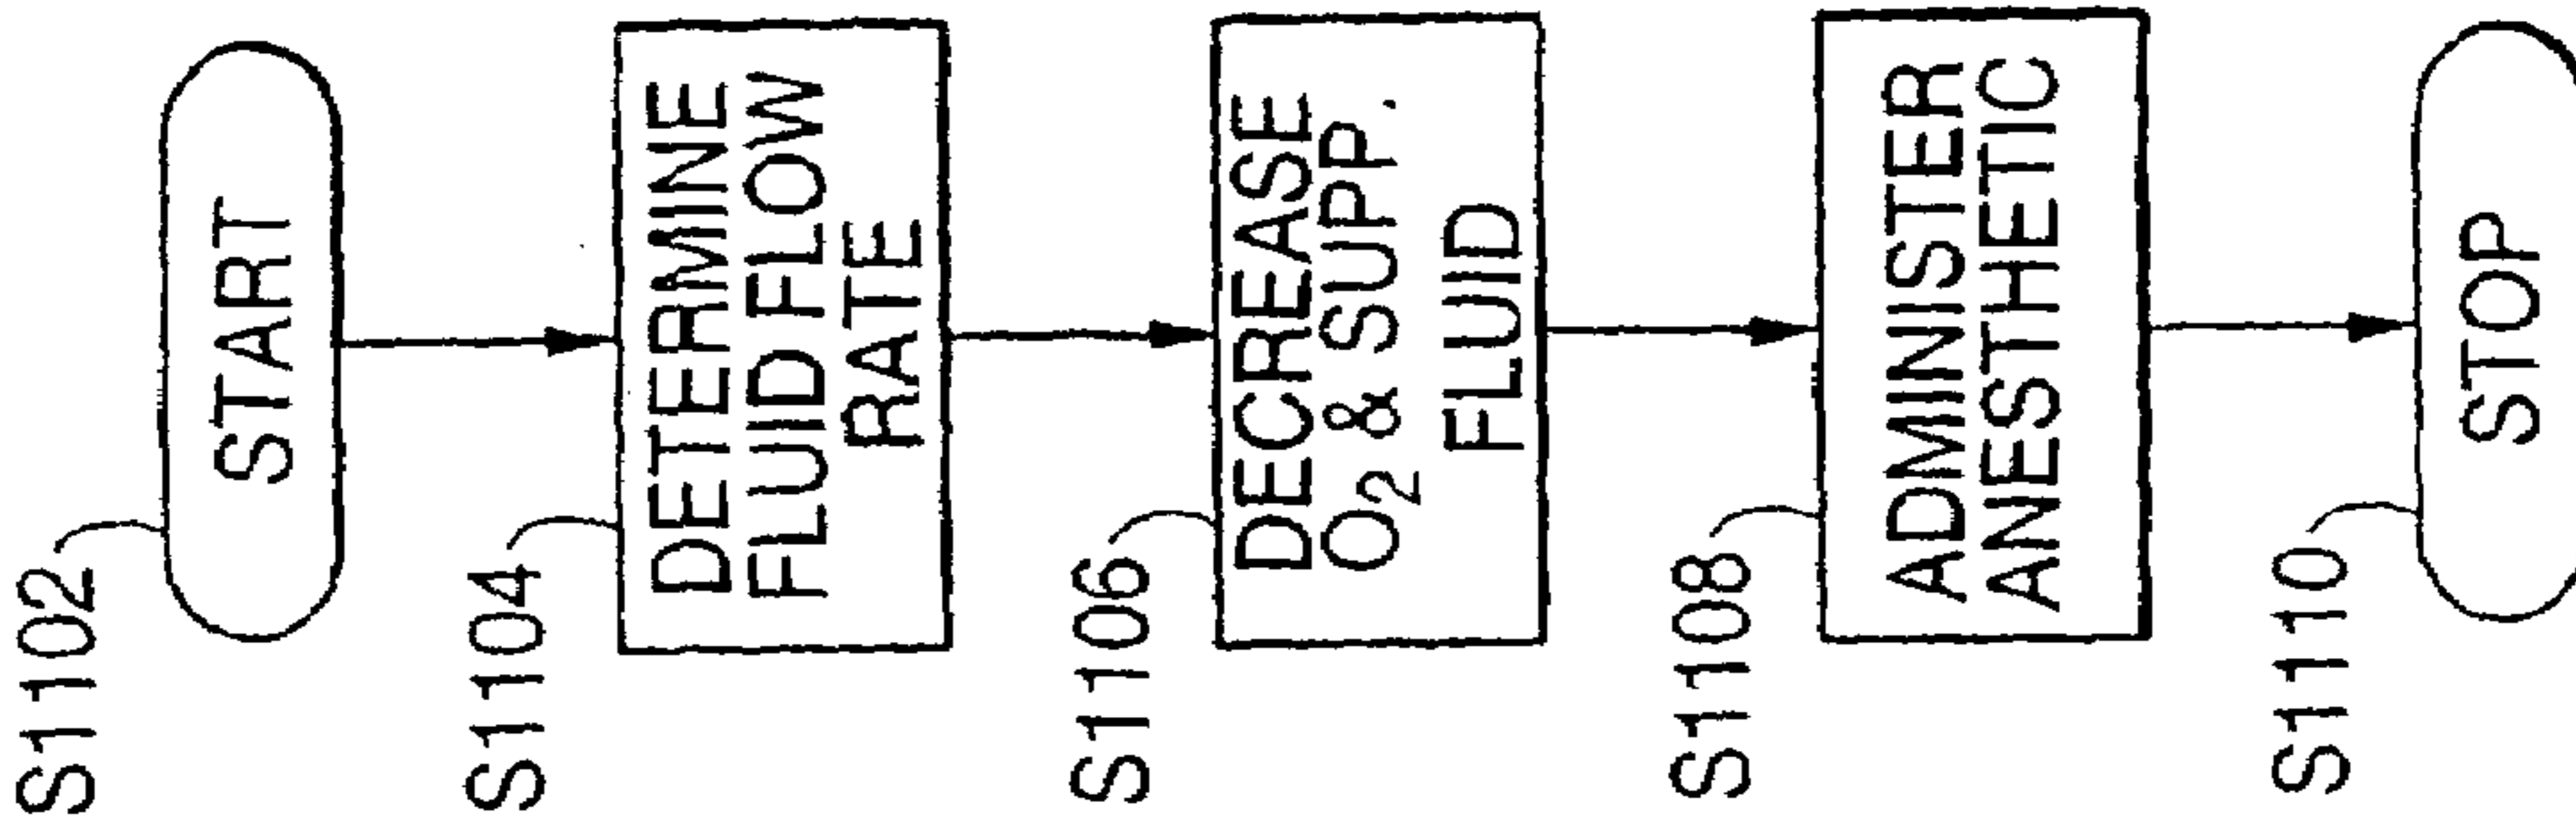 S1102
START
S1104
DETERMINE
FLUID FLOW
RATE
S1106
DECREASE
O₂ & SUPP.
FLUID
S1108
ADMINISTER
ANESTHETIC
S1110
STOP